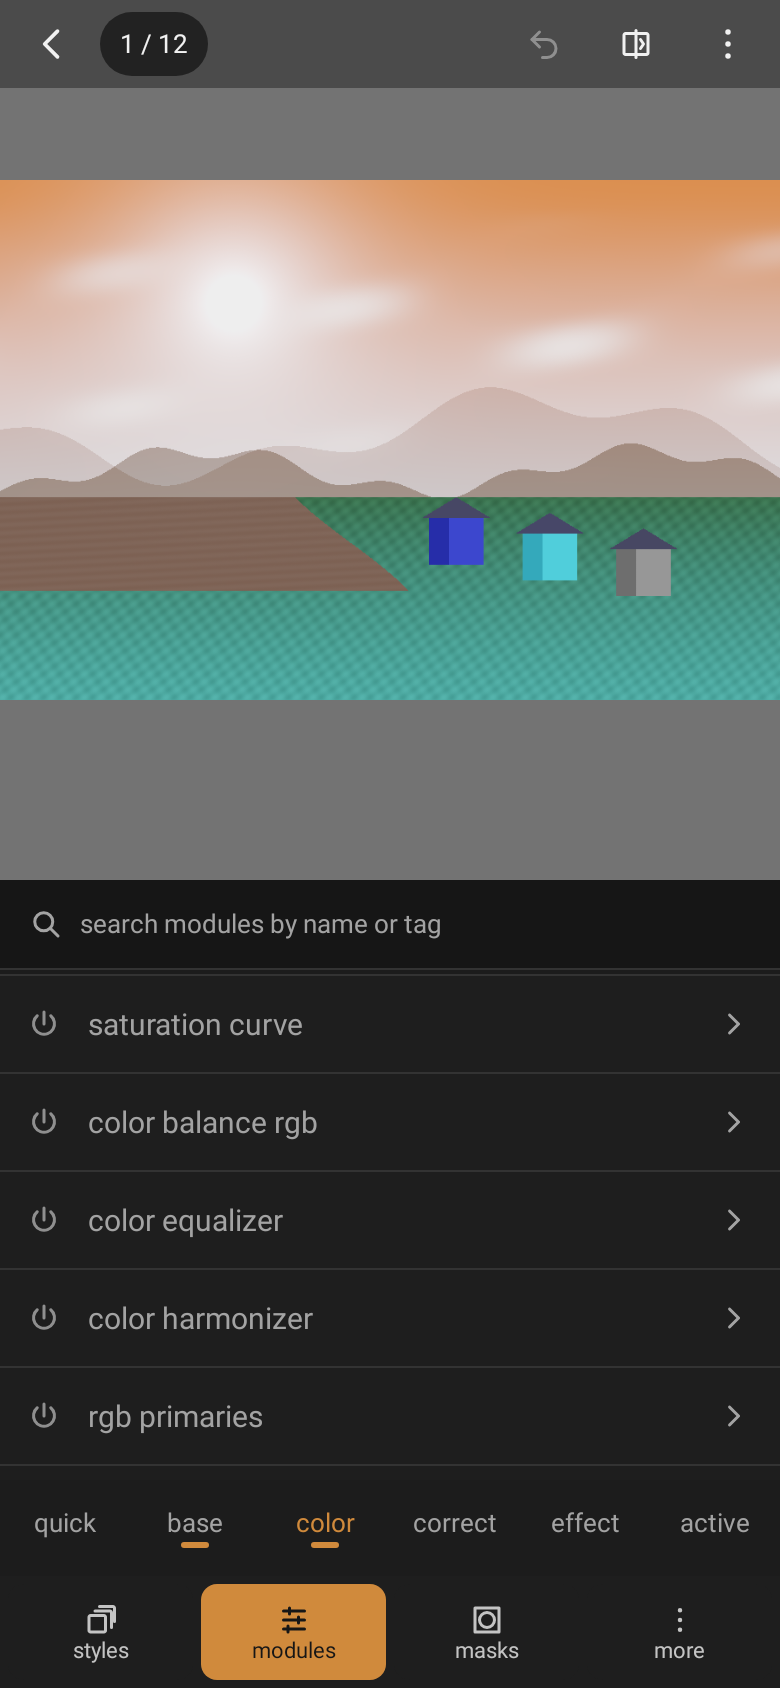 1 / 12
search modules by name or tag
saturation curve
color balance rgb
color equalizer
color harmonizer
rgb primaries
quick base color correct effect active
styles modules masks more